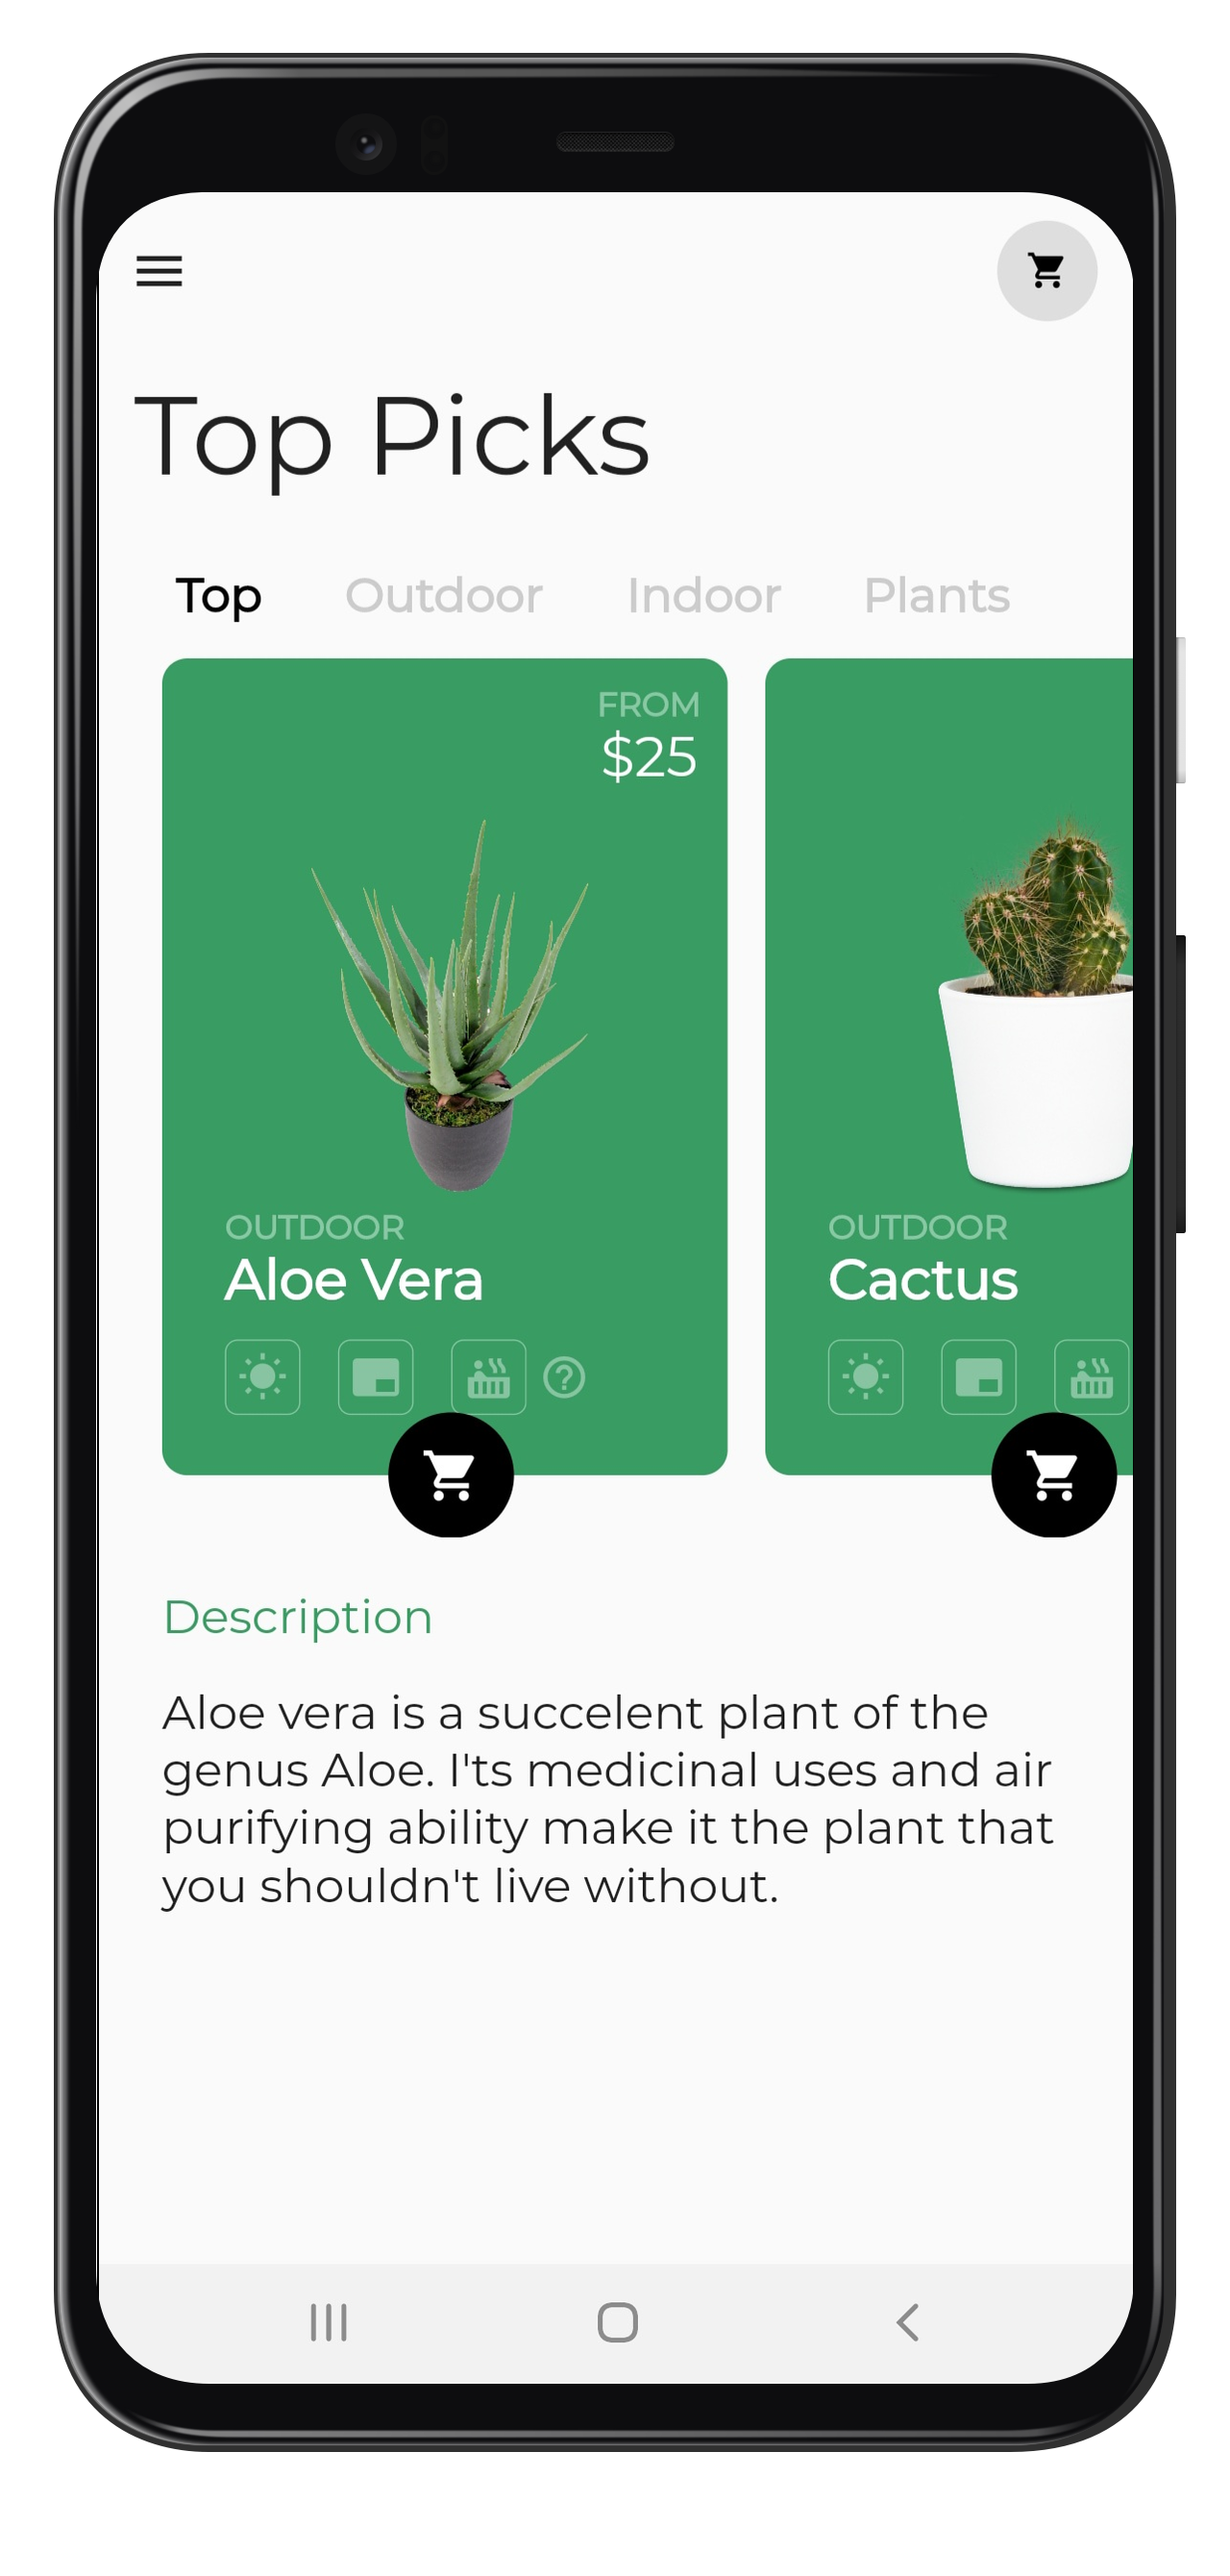 Top Picks
Top Outdoor Indoor Plants
FROM
$25
OUTDOOR
Aloe Vera
OUTDOOR
Cactus
Description
Aloe vera is a succelent plant of the
genus Aloe. I'ts medicinal uses and air
purifying ability make it the plant that
you shouldn't live without.